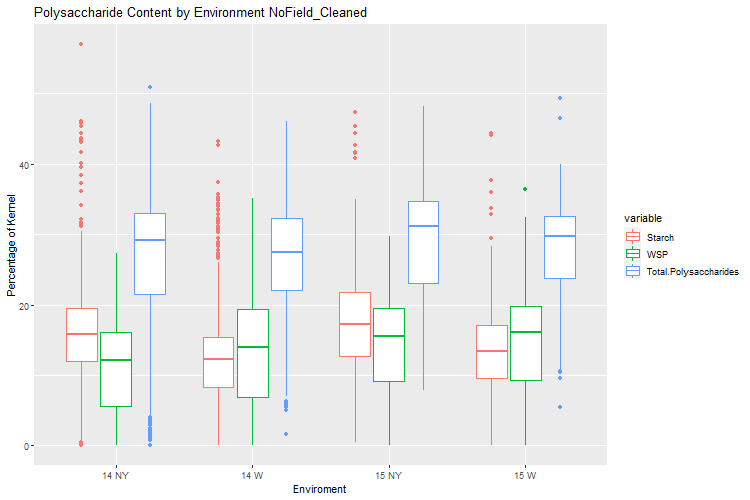 Polysaccharide Content by Environment NoField_Cleaned
Percentage of Kernel
40
20
0
14 NY
14 W
15 NY
15 W
Enviroment
variable
Starch
WSP
Total.Polysaccharides